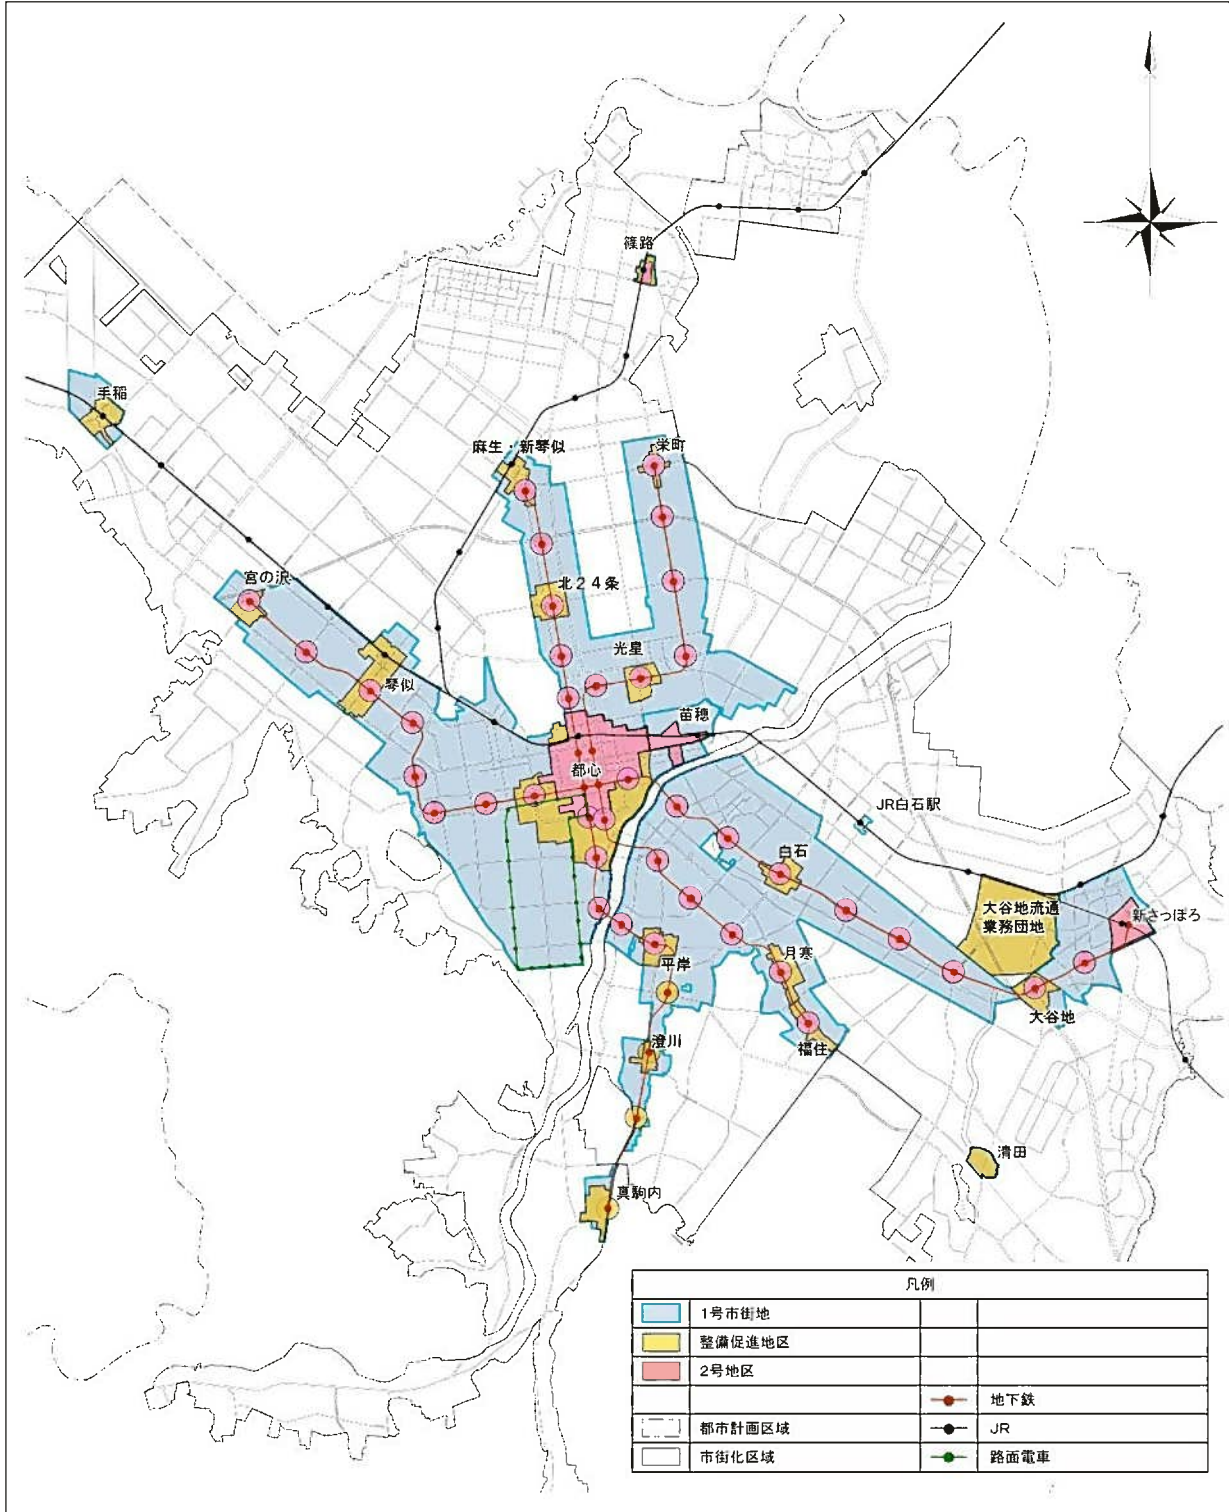 篠路
手稲
麻生・新琴似
栄町
宮の沢
北24条
光星
琴似
苗穂
都心
JR白石駅
白石
大谷地流通
業務団地
新さっぽろ
月寒
平岸
大谷地
福住
澄川
清田
真駒内
凡例
1号市街地
整備促進地区
2号地区
地下鉄
都市計画区域
JR
市街化区域
路面電車